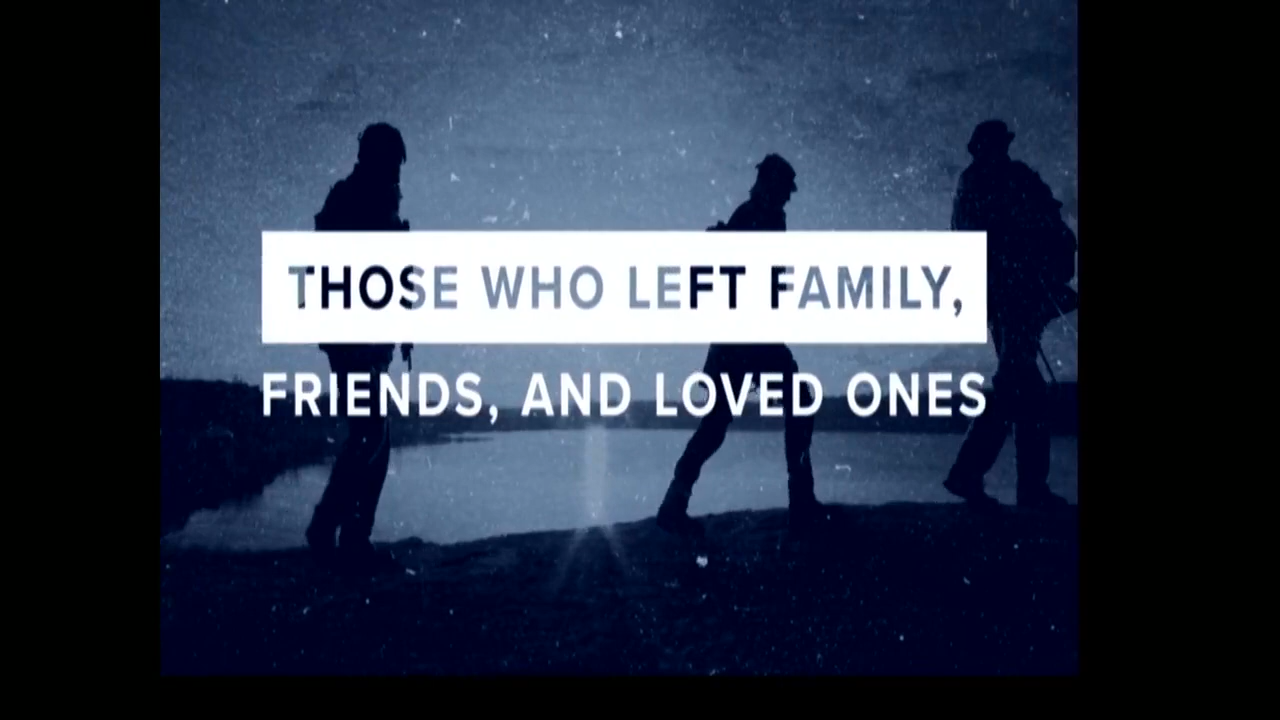 THOSE WHO LEFT FAMILY,
FRIENDS, AND LOVED ONES